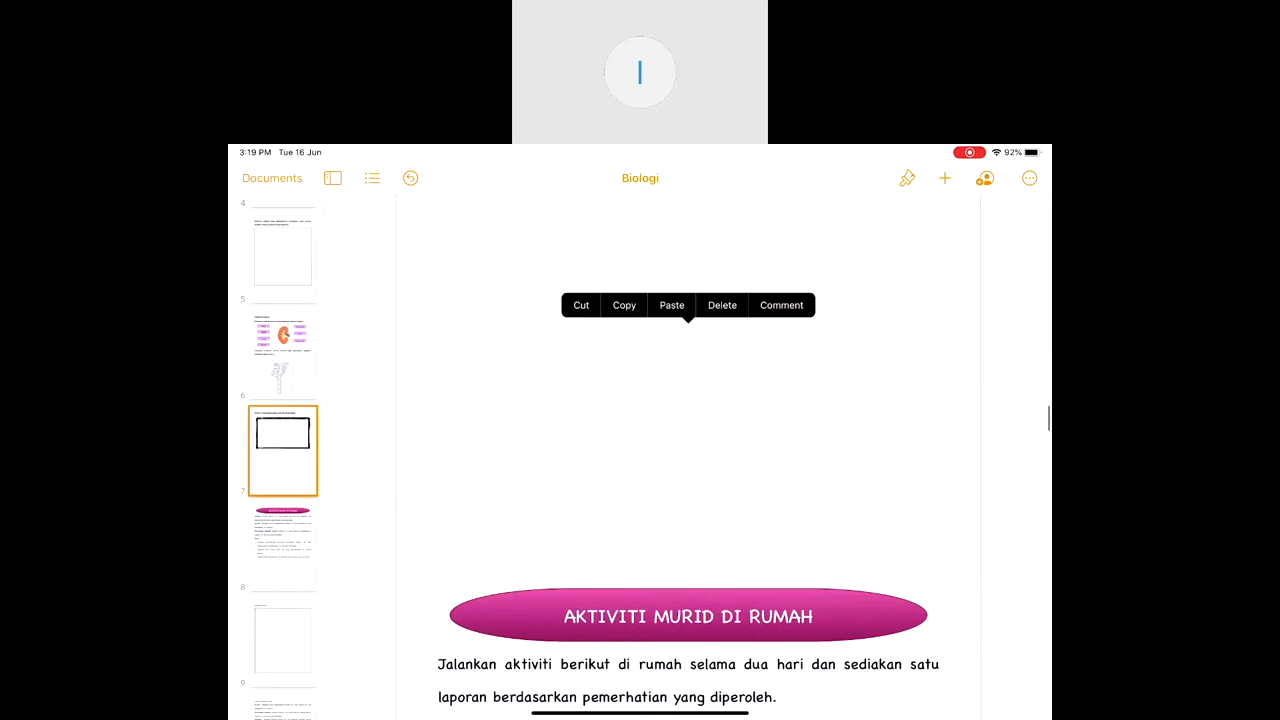 I
3:19 PM Tue 16 Jun
92%
Documents
Biologi
4
5
6
7
8
9
Cut Copy Paste Delete Comment
AKTIVITI MURID DI RUMAH
Jalankan aktiviti berikut di rumah selama dua hari dan sediakan satu
laporan berdasarkan pemerhatian yang diperoleh.